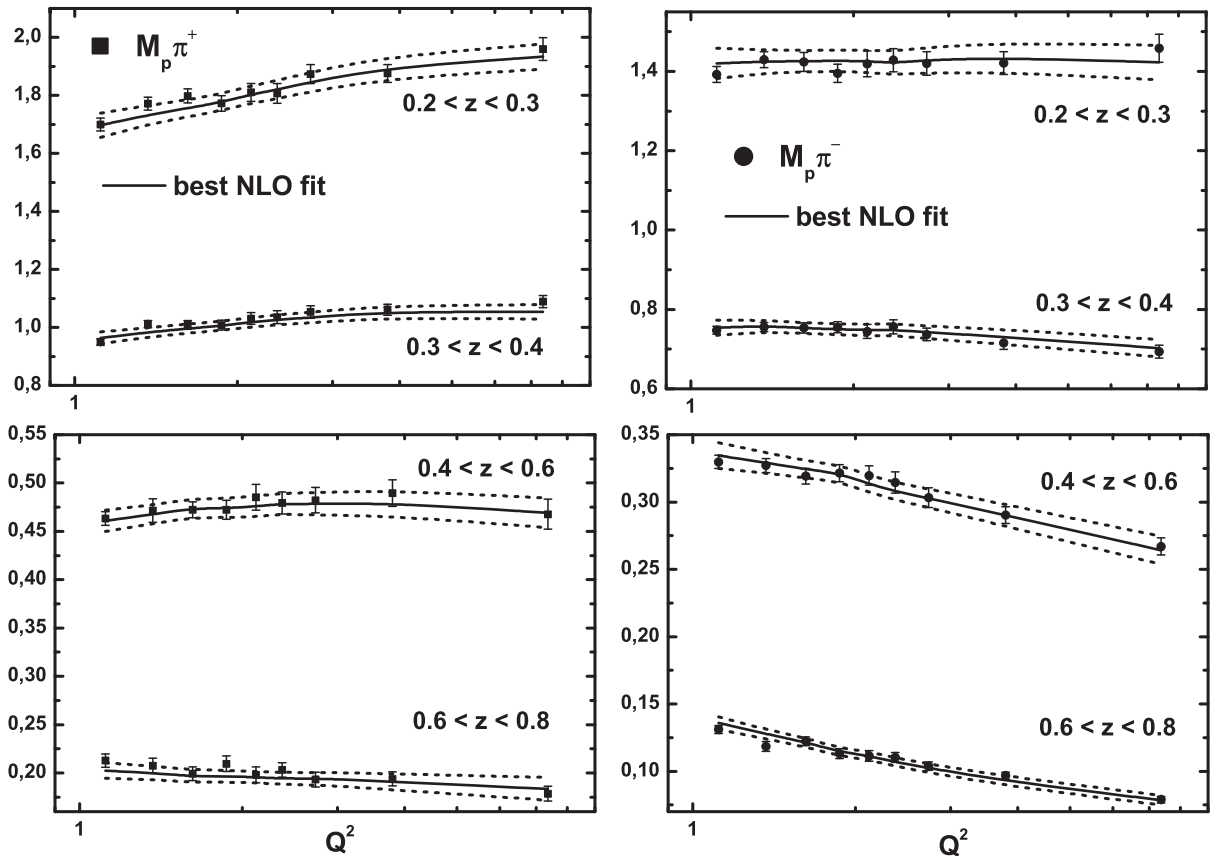 2,0
M_pπ⁺
1,8
0.2 < z < 0.3
1,6
best NLO fit
1,4
1,2
1,0
0.3 < z < 0.4
0,8
1
1,4
0.2 < z < 0.3
1,2
M_pπ⁻
best NLO fit
1,0
0.3 < z < 0.4
0,8
0,6
1
0,55
0.4 < z < 0.6
0,50
0,45
0,40
0,35
0,30
0,25
0.6 < z < 0.8
0,20
1
Q²
0,35
0.4 < z < 0.6
0,30
0,25
0,20
0,15
0.6 < z < 0.8
0,10
1
Q²